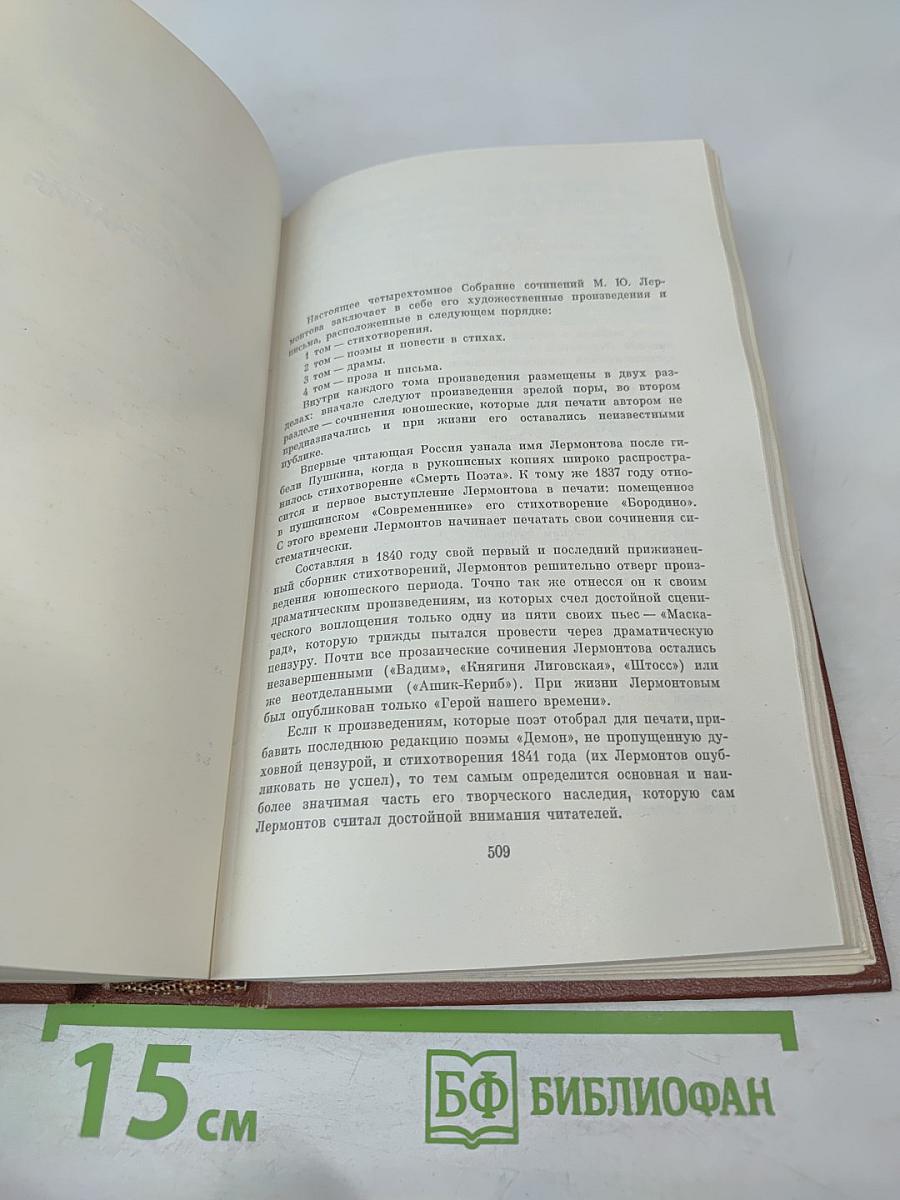 Настоящее четырехтомное Собрание сочинений М. Ю. Лер-
монтова заключает в себе его художественные произведения и
письма, расположенные в следующем порядке:
1 том — стихотворения.
2 том — поэмы и повести в стихах.
3 том — драмы.
4 том — проза и письма.
Внутри каждого тома произведения размещены в двух раз-
делах: вначале следуют произведения зрелой поры, во втором
разделе — сочинения юношеские, которые для печати автором не
предназначались и при жизни его оставались неизвестными
публике.
Впервые читающая Россия узнала имя Лермонтова после ги-
бели Пушкина, когда в рукописных копиях широко распростра-
нилось стихотворение «Смерть Поэта». К тому же 1837 году отно-
сится и первое выступление Лермонтова в печати: помещенное
в пушкинском «Современнике» его стихотворение «Бородино».
С этого времени Лермонтов начинает печатать свои сочинения си-
стематически.
Составляя в 1840 году свой первый и последний прижизнен-
ный сборник стихотворений, Лермонтов решительно отверг произ-
ведения юношеского периода. Точно так же отнесся он к своим
драматическим произведениям, из которых счел достойной сцени-
ческого воплощения только одну из пяти своих пьес — «Маска-
рад», которую трижды пытался провести через драматическую
цензуру. Почти все прозаические сочинения Лермонтова остались
незавершенными («Вадим», «Княгиня Лиговская», «Штосс») или
же неотделанными («Ашик-Кериб»). При жизни Лермонтовым
был опубликован только «Герой нашего времени».
Если к произведениям, которые поэт отобрал для печати, при-
бавить последнюю редакцию поэмы «Демон», не пропущенную ду-
ховной цензурой, и стихотворения 1841 года (их Лермонтов опуб-
ликовать не успел), то тем самым определится основная и наи-
более значимая часть его творческого наследия, которую сам
Лермонтов считал достойной внимания читателей.
509
15 см
БФ БИБЛИОФАН